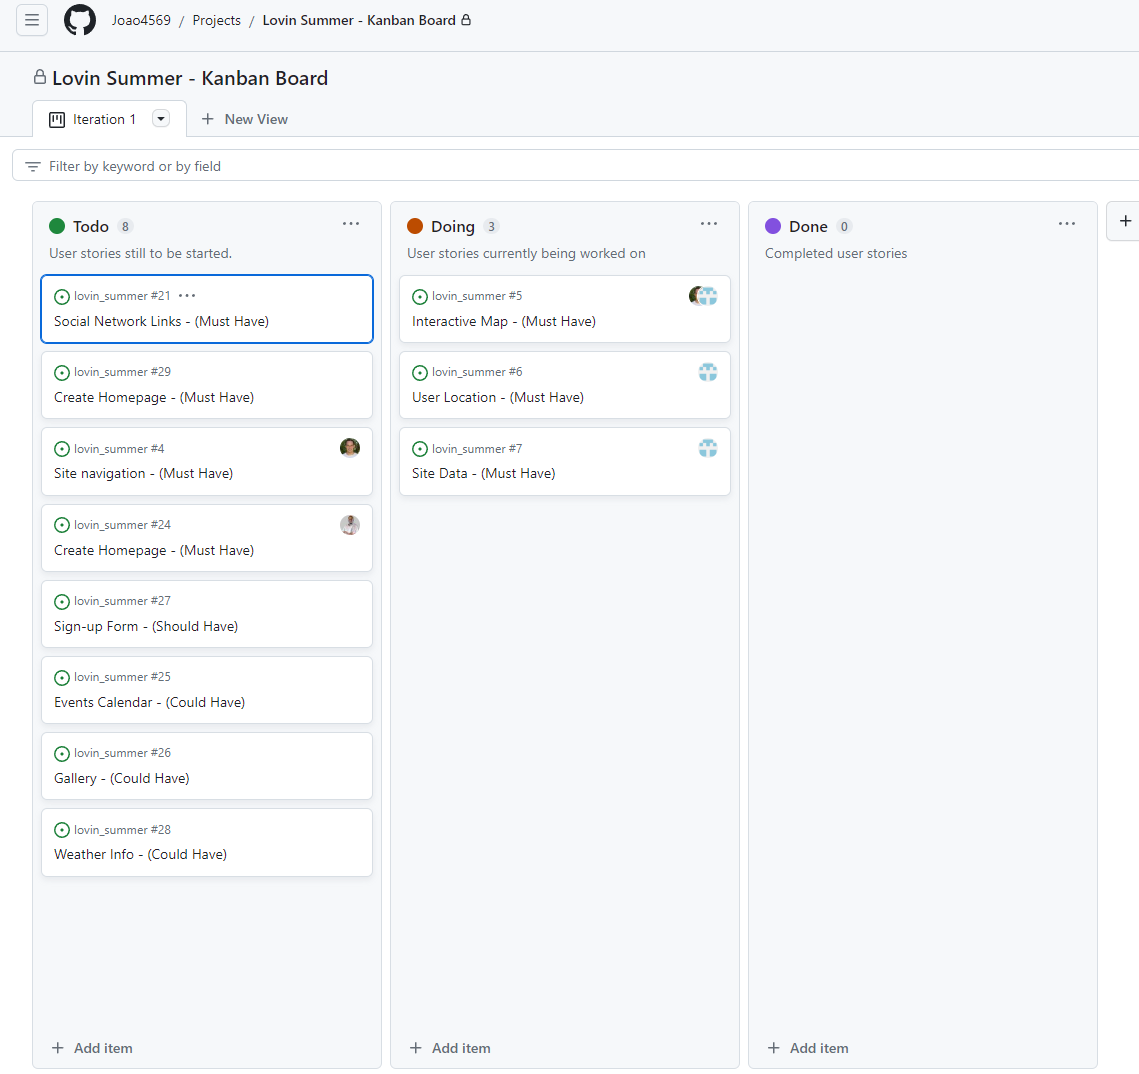 Joao4569 / Projects / Lovin Summer - Kanban Board
Lovin Summer - Kanban Board
Iteration 1
New View
Filter by keyword or by field
Todo 8
User stories still to be started.
lovin_summer #21
Social Network Links - (Must Have)
lovin_summer #29
Create Homepage - (Must Have)
lovin_summer #4
Site navigation - (Must Have)
lovin_summer #24
Create Homepage - (Must Have)
lovin_summer #27
Sign-up Form - (Should Have)
lovin_summer #25
Events Calendar - (Could Have)
lovin_summer #26
Gallery - (Could Have)
lovin_summer #28
Weather Info - (Could Have)
+ Add item
Doing 3
User stories currently being worked on
lovin_summer #5
Interactive Map - (Must Have)
lovin_summer #6
User Location - (Must Have)
lovin_summer #7
Site Data - (Must Have)
+ Add item
Done 0
Completed user stories
+ Add item